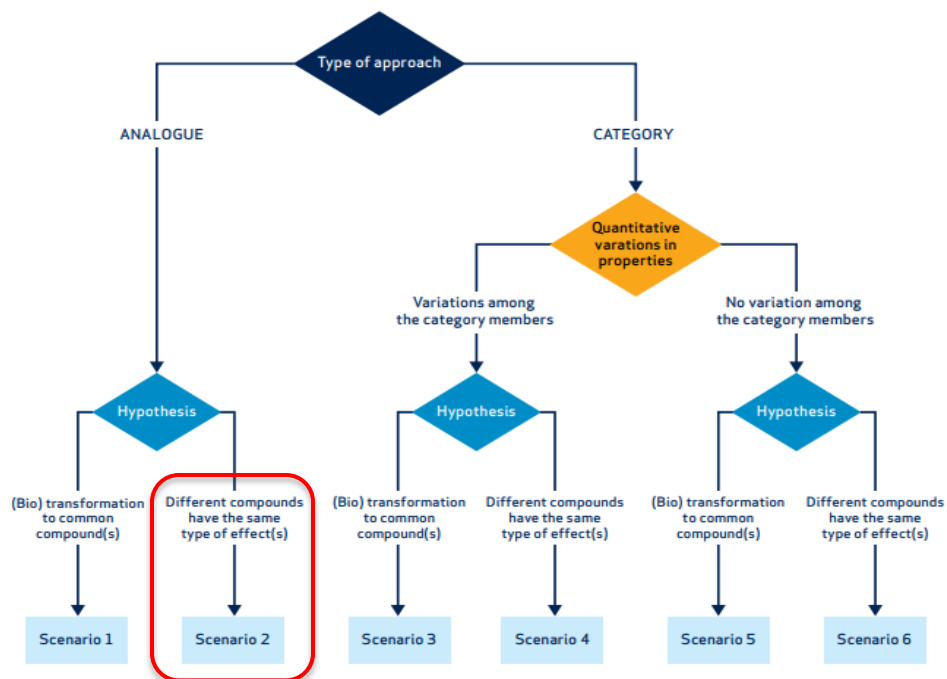 Type of approach
ANALOGUE
CATEGORY
Quantitative
varations in
properties
Variations among
the category members
No variation among
the category members
Hypothesis
Hypothesis
Hypothesis
(Bio) transformation
to common
compound(s)
Different compounds
have the same
type of effect(s)
(Bio) transformation
to common
compound(s)
Different compounds
have the same
type of effect(s)
(Bio) transformation
to common
compound(s)
Different compounds
have the same
type of effect(s)
Scenario 1
Scenario 2
Scenario 3
Scenario 4
Scenario 5
Scenario 6